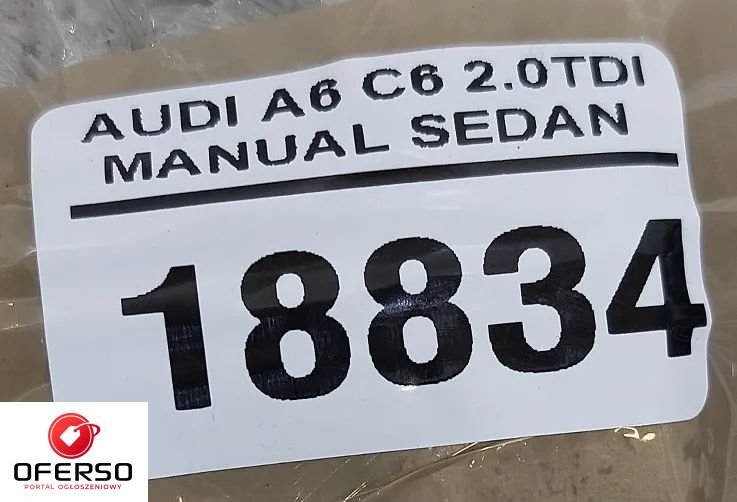 AUDI A6 C6 2.0TDI
MANUAL SEDAN
18834
OFERSO
PORTAL OGŁOSZENIOWY